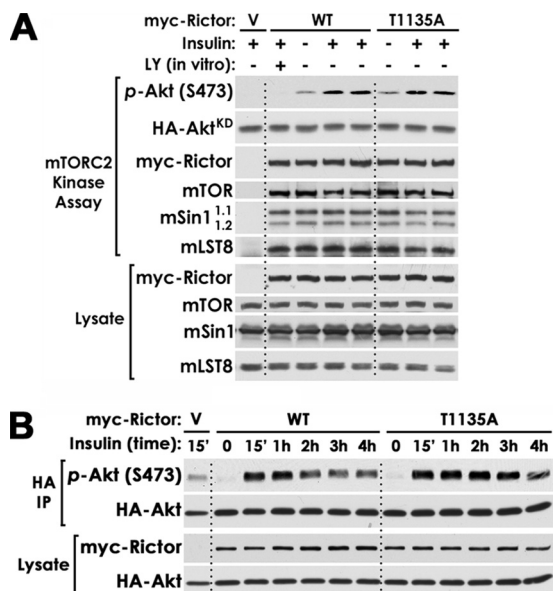 A
myc-Rictor: V WT T1135A
Insulin: + + - + + - + +
LY (in vitro): - + - - - - - -
mTORC2 Kinase Assay
p-Akt (S473)
HA-AktKD
myc-Rictor
mTOR
mSin1 1.1
1.2
mLST8
Lysate
myc-Rictor
mTOR
mSin1
mLST8
B
myc-Rictor: V WT T1135A
Insulin (time): 15' 0 15' 1h 2h 3h 4h 0 15' 1h 2h 3h 4h
HA IP
p-Akt (S473)
HA-Akt
Lysate
myc-Rictor
HA-Akt